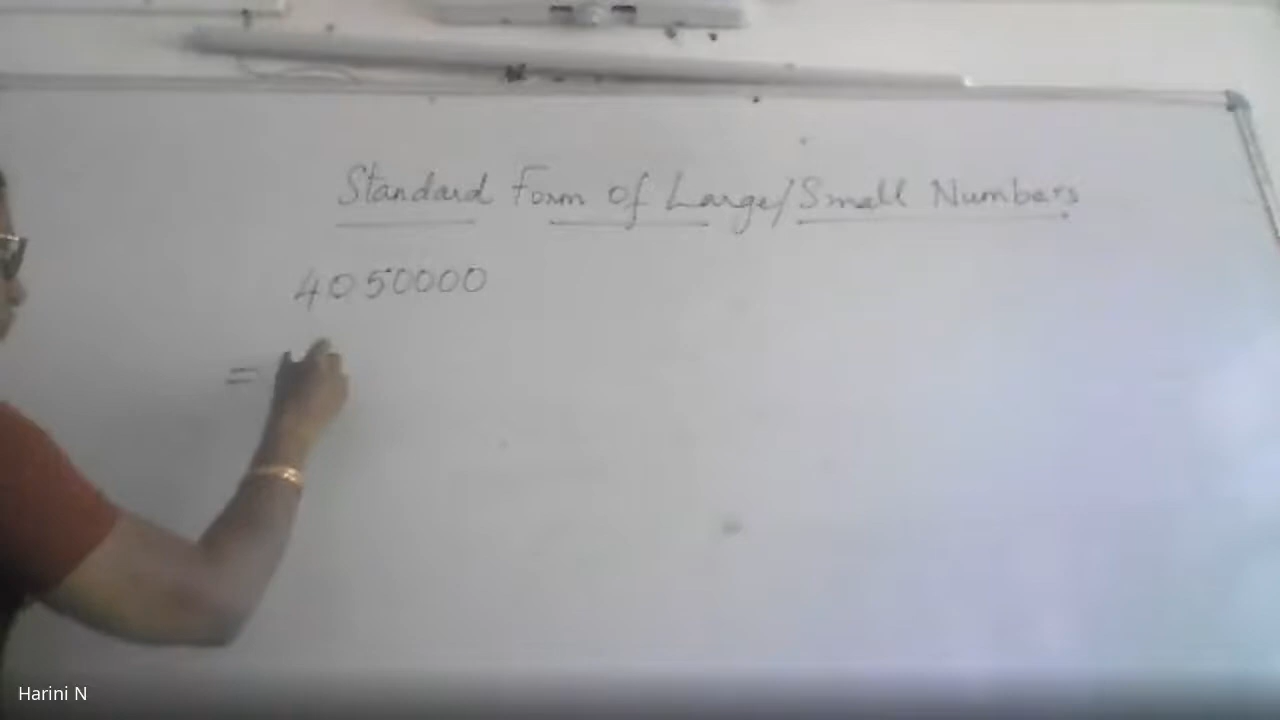 Standard Form of Large/Small Numbers
4050000
=
Harini N